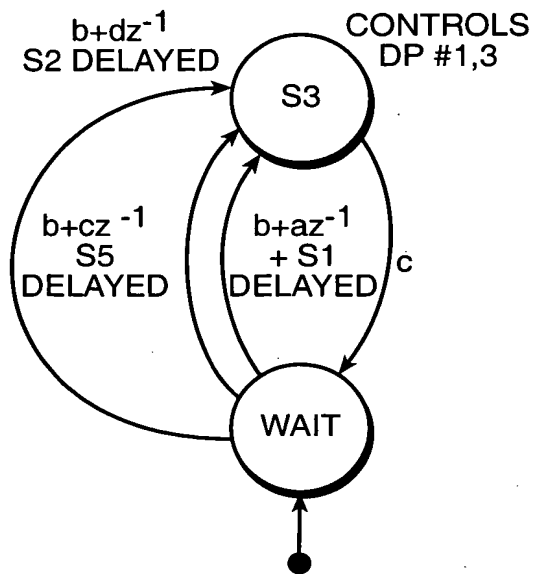 b+dz⁻¹
S2 DELAYED
CONTROLS
DP #1,3
S3
b+cz ⁻¹
S5
DELAYED
b+az⁻¹
+ S1
DELAYED
c
WAIT